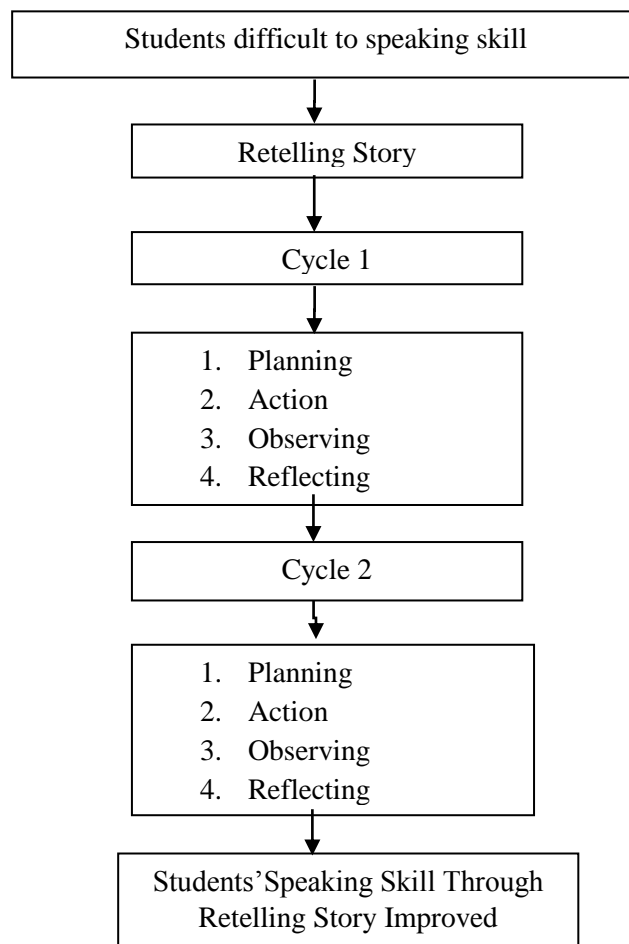 Students difficult to speaking skill
Retelling Story
Cycle 1
1. Planning
2. Action
3. Observing
4. Reflecting
Cycle 2
1. Planning
2. Action
3. Observing
4. Reflecting
Students’Speaking Skill Through
Retelling Story Improved